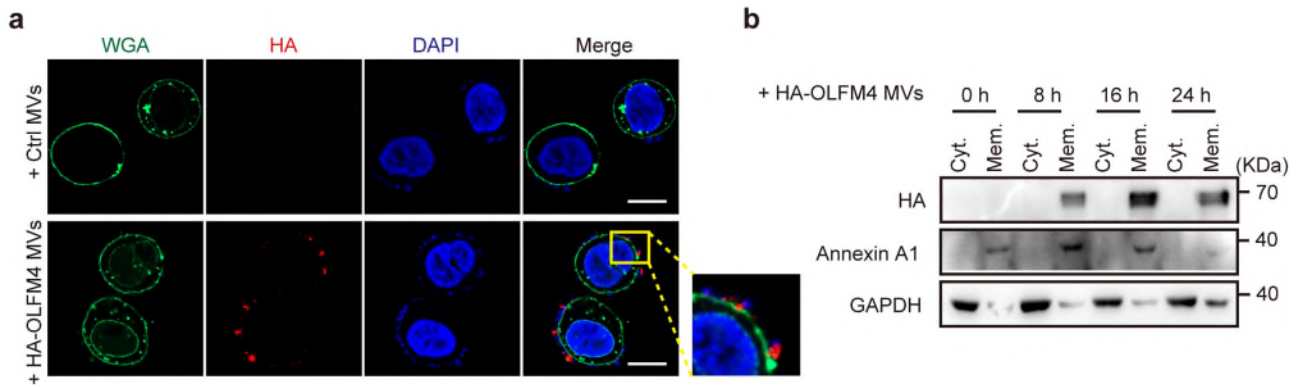 a
WGA HA DAPI Merge
+ Ctrl MVs
+ HA-OLFM4 MVs
b
+ HA-OLFM4 MVs 0 h 8 h 16 h 24 h
Cyt. Mem. Cyt. Mem. Cyt. Mem. Cyt. Mem. (KDa)
HA 70
Annexin A1 40
GAPDH 40